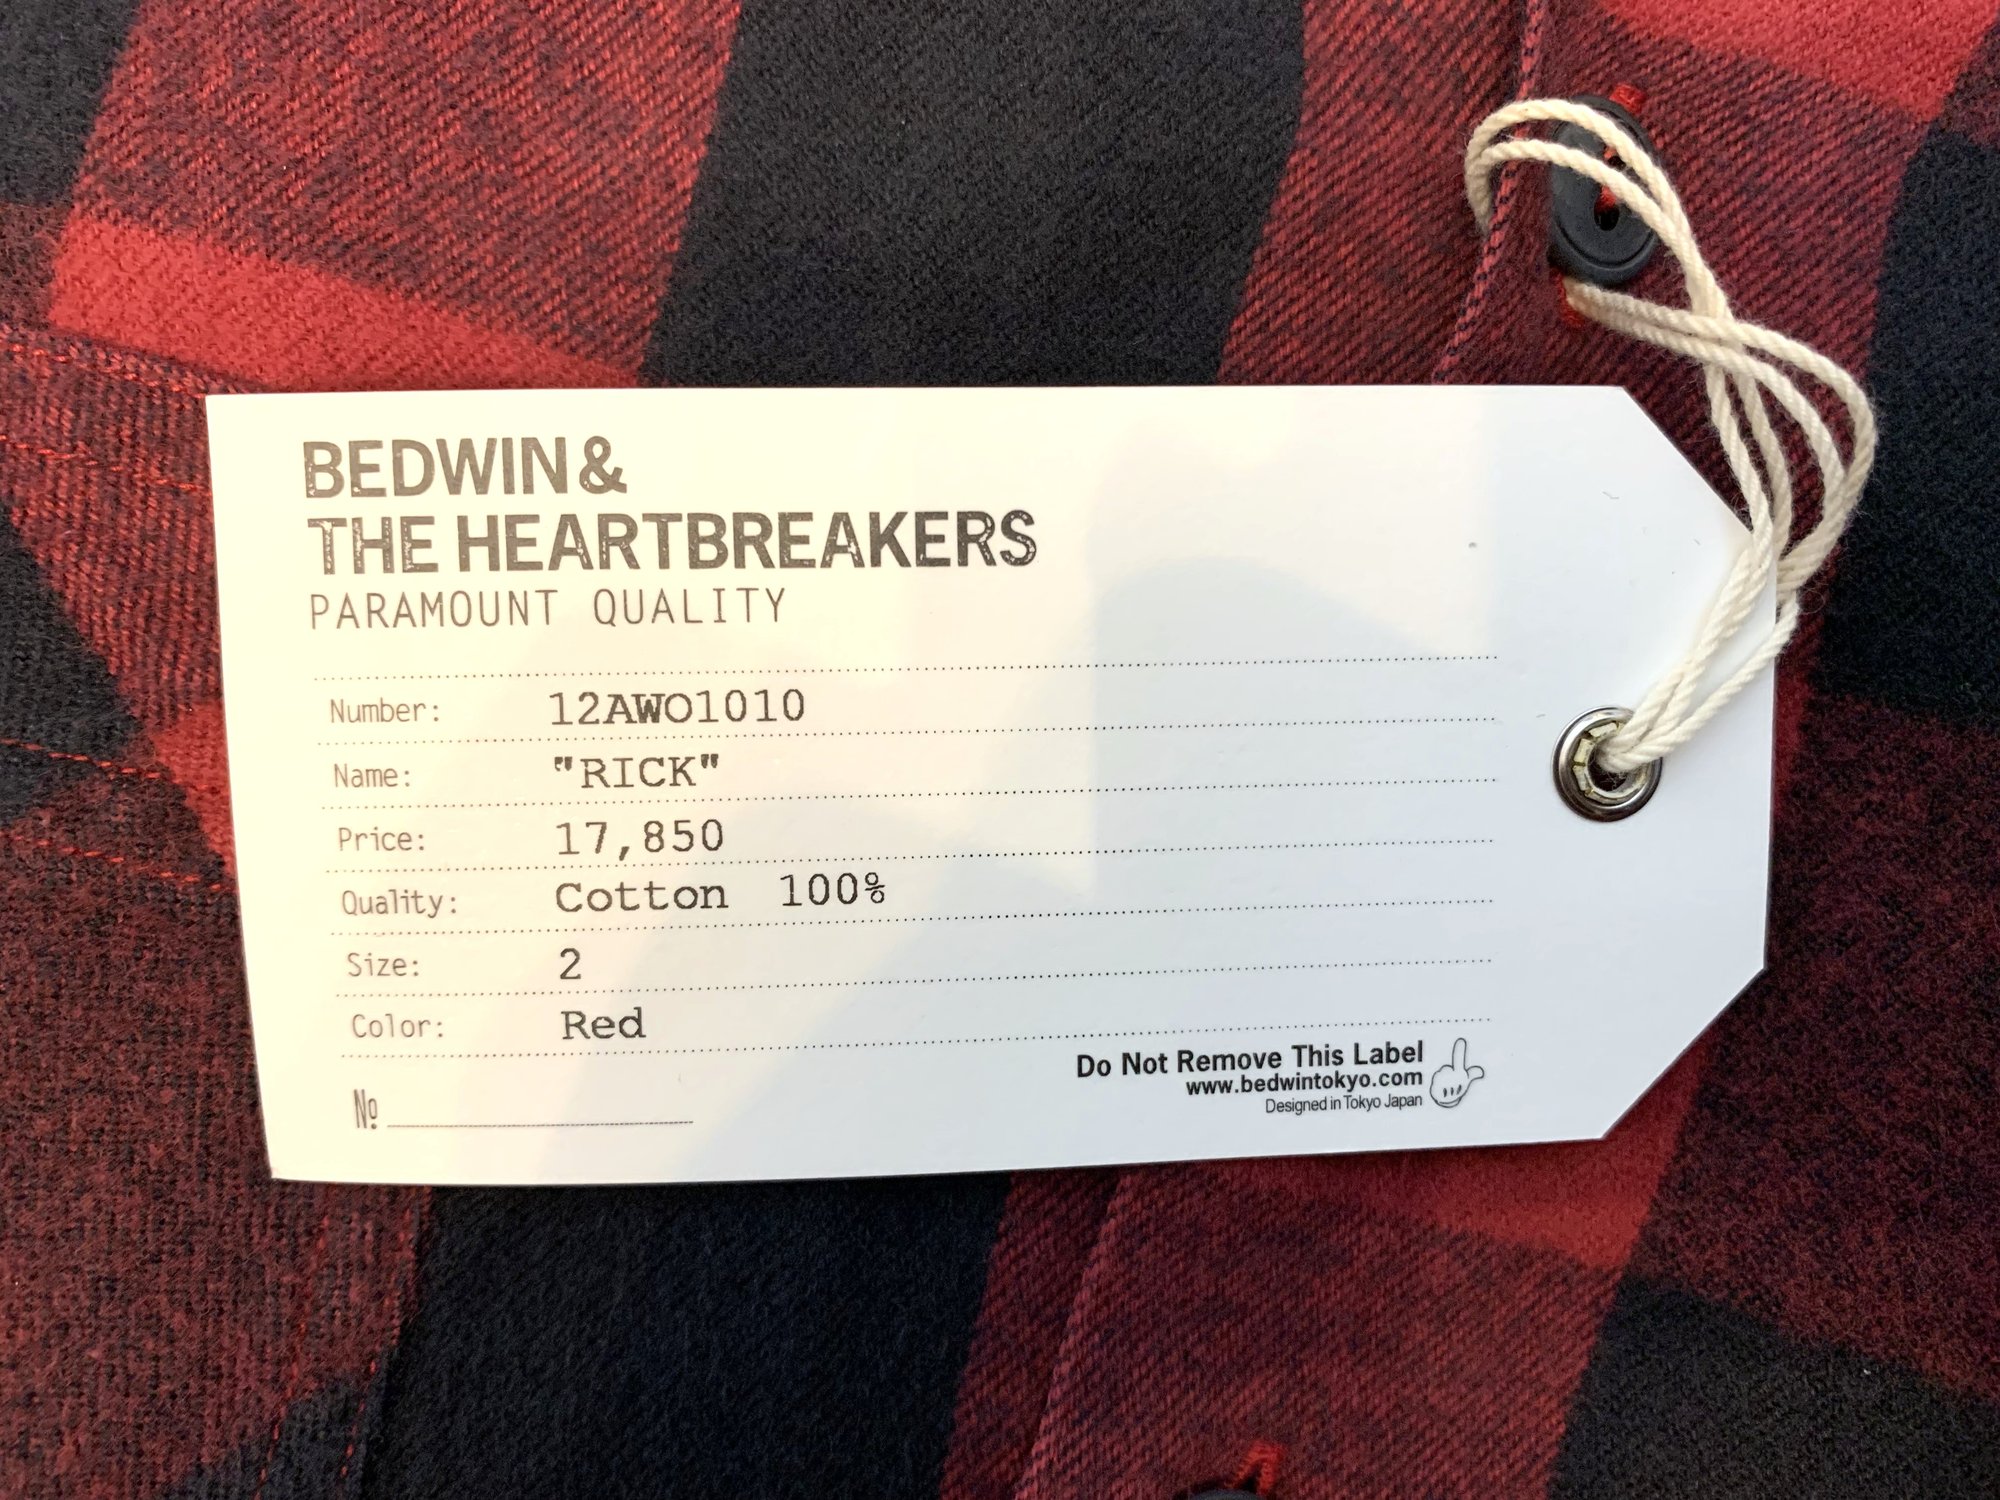 BEDWIN &
THE HEARTBREAKERS
PARAMOUNT QUALITY
Number: 12AWO1010
Name: "RICK"
Price: 17,850
Quality: Cotton 100%
Size: 2
Color: Red
Do Not Remove This Label
www.bedwintokyo.com
Designed in Tokyo Japan
№